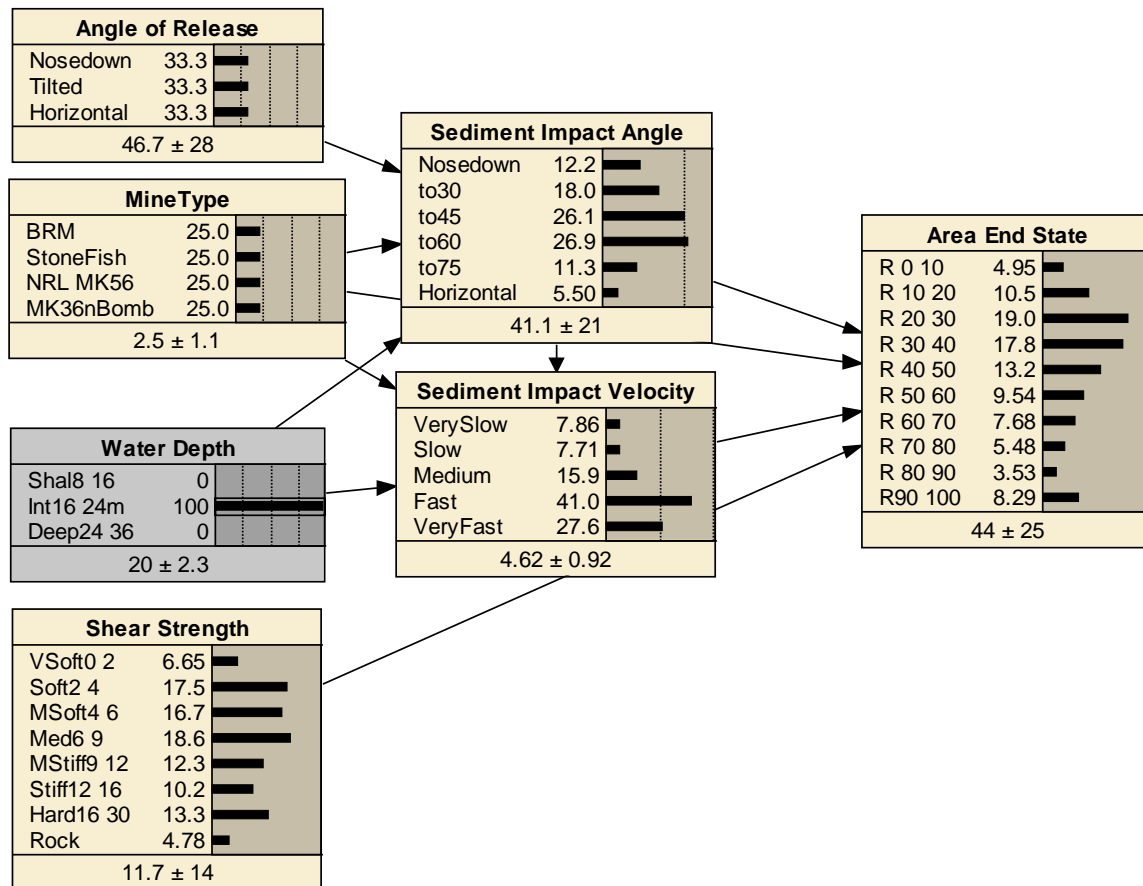 Angle of Release
Nosedown 33.3
Tilted 33.3
Horizontal 33.3
46.7 ± 28
MineType
BRM 25.0
StoneFish 25.0
NRL MK56 25.0
MK36nBomb 25.0
2.5 ± 1.1
Water Depth
Shal8 16 0
Int16 24m 100
Deep24 36 0
20 ± 2.3
Shear Strength
VSoft0 2 6.65
Soft2 4 17.5
MSoft4 6 16.7
Med6 9 18.6
MStiff9 12 12.3
Stiff12 16 10.2
Hard16 30 13.3
Rock 4.78
11.7 ± 14
Sediment Impact Angle
Nosedown 12.2
to30 18.0
to45 26.1
to60 26.9
to75 11.3
Horizontal 5.50
41.1 ± 21
Sediment Impact Velocity
VerySlow 7.86
Slow 7.71
Medium 15.9
Fast 41.0
VeryFast 27.6
4.62 ± 0.92
Area End State
R 0 10 4.95
R 10 20 10.5
R 20 30 19.0
R 30 40 17.8
R 40 50 13.2
R 50 60 9.54
R 60 70 7.68
R 70 80 5.48
R 80 90 3.53
R90 100 8.29
44 ± 25